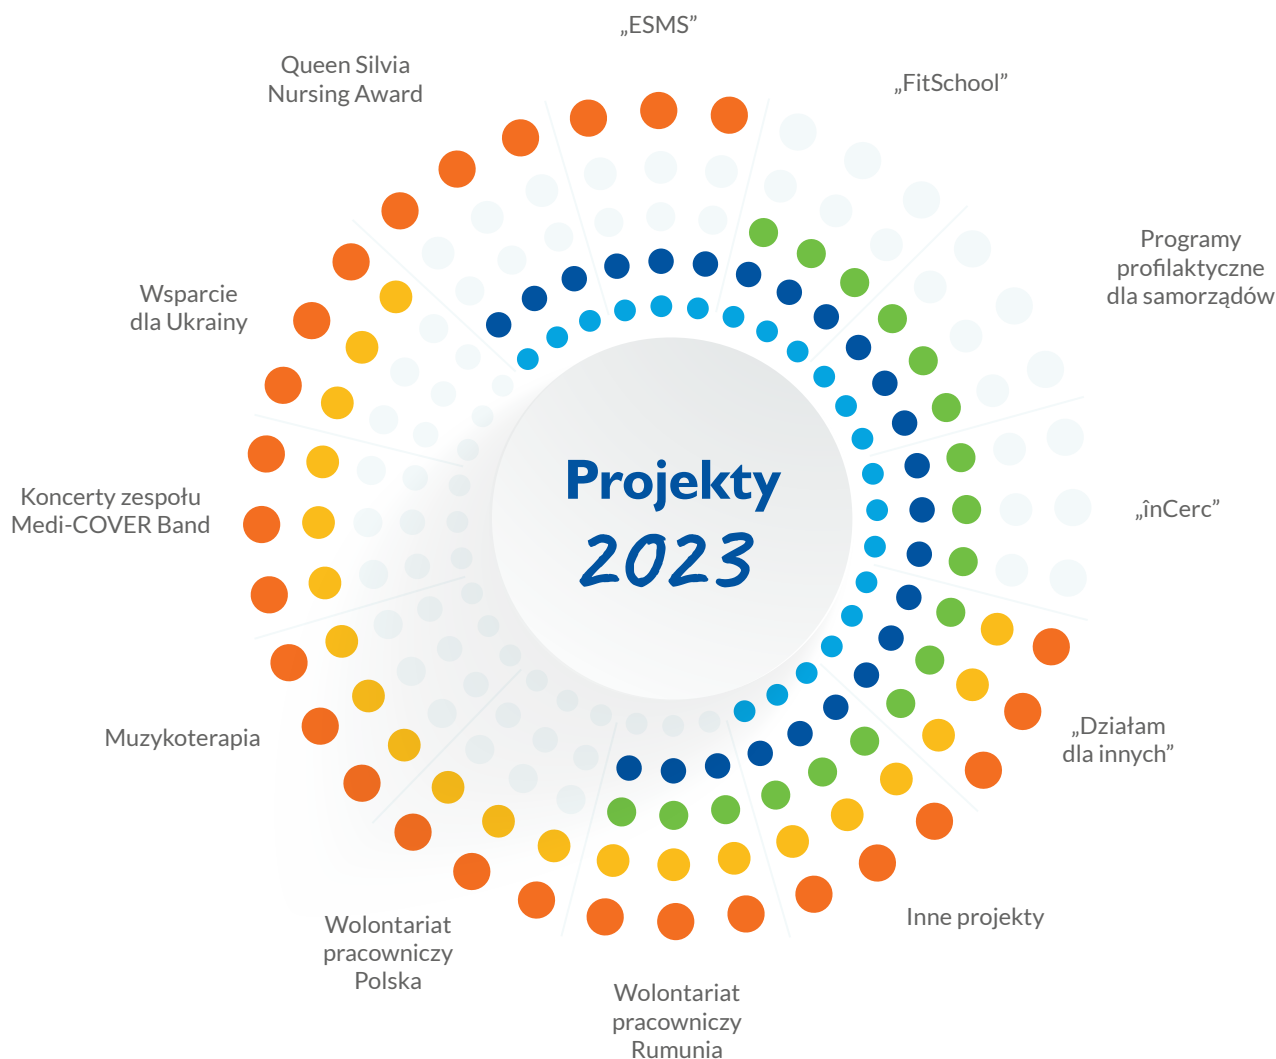 „ESMS”
Queen Silvia
Nursing Award
„FitSchool”
Programy
profilaktyczne
dla samorządów
Wsparcie
dla Ukrainy
Projekty
2023
Koncerty zespołu
Medi-COVER Band
„înCerc”
Muzykoterapia
„Działam
dla innych”
Wolontariat
pracowniczy
Polska
Inne projekty
Wolontariat
pracowniczy
Rumunia